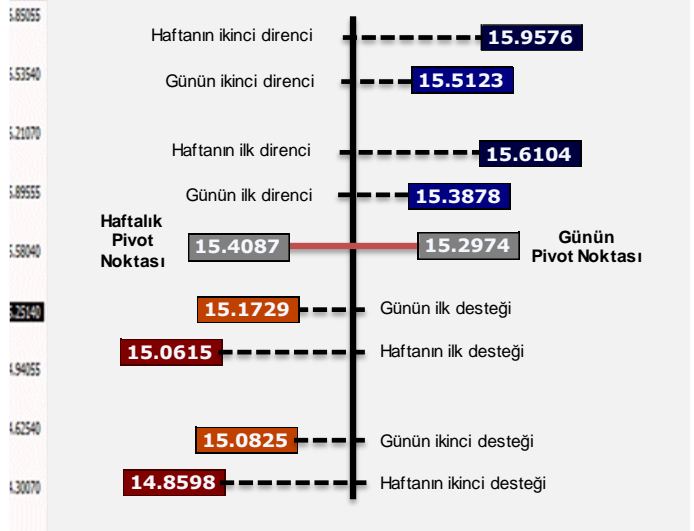 Haftanın ikinci direnci 15.9576
Günün ikinci direnci 15.5123
Haftanın ilk direnci 15.6104
Günün ilk direnci 15.3878
Haftalık
Pivot
Noktası
15.4087
15.2974
Günün
Pivot Noktası
15.1729 Günün ilk desteği
15.0615 Haftanın ilk desteği
15.0825 Günün ikinci desteği
14.8598 Haftanın ikinci desteği